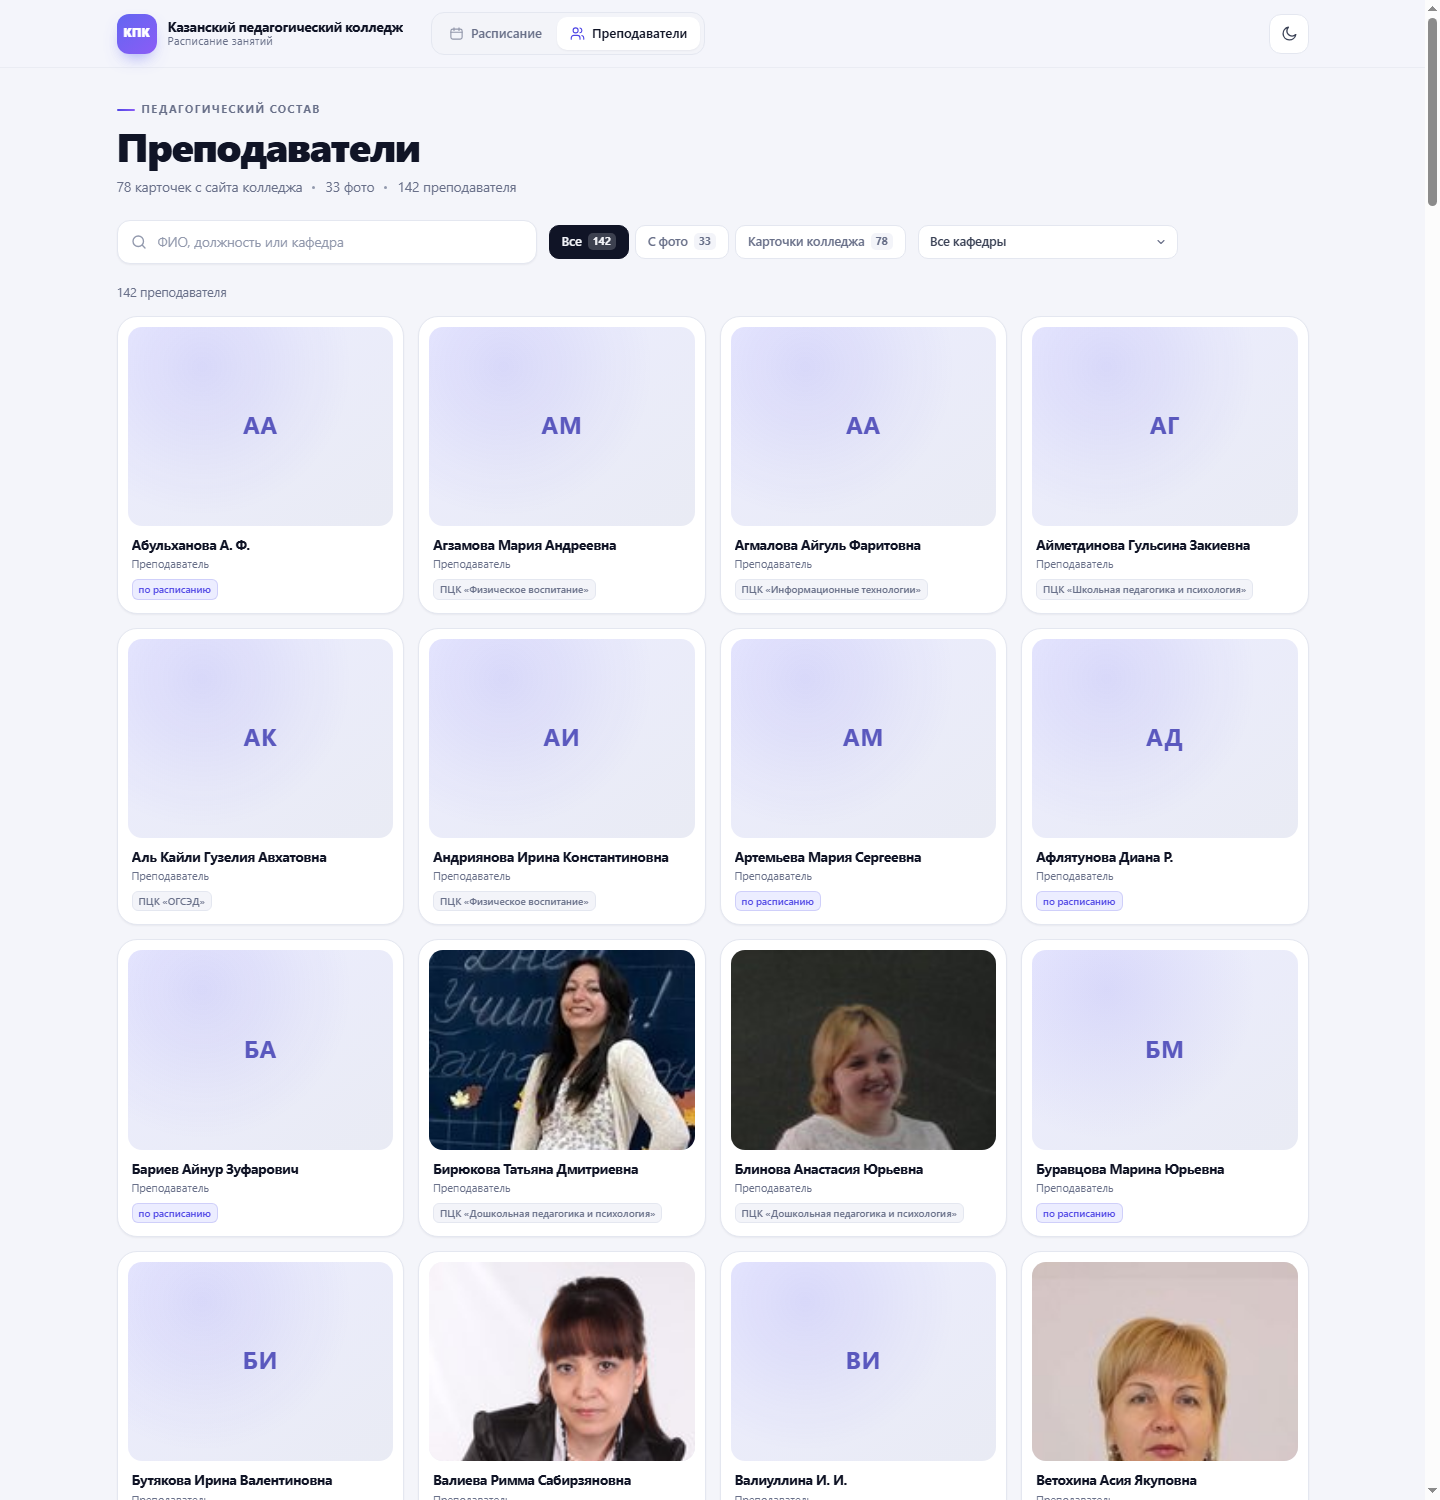 КПК
Казанский педагогический колледж
Расписание занятий
Расписание
Преподаватели
ПЕДАГОГИЧЕСКИЙ СОСТАВ
Преподаватели
78 карточек с сайта колледжа • 33 фото • 142 преподавателя
ФИО, должность или кафедра
Все 142
С фото 33
Карточки колледжа 78
Все кафедры
142 преподавателя
АА
Абульханова А. Ф.
Преподаватель
по расписанию
АМ
Агзамова Мария Андреевна
Преподаватель
ПЦК «Физическое воспитание»
АА
Агмалова Айгуль Фаритовна
Преподаватель
ПЦК «Информационные технологии»
АГ
Айметдинова Гульсина Закиевна
Преподаватель
ПЦК «Школьная педагогика и психология»
АК
Аль Кайли Гузелия Авхатовна
Преподаватель
ПЦК «ОГСЭД»
АИ
Андриянова Ирина Константиновна
Преподаватель
ПЦК «Физическое воспитание»
АМ
Артемьева Мария Сергеевна
Преподаватель
по расписанию
АД
Афлятунова Диана Р.
Преподаватель
по расписанию
БА
Бариев Айнур Зуфарович
Преподаватель
по расписанию
Бирюкова Татьяна Дмитриевна
Преподаватель
ПЦК «Дошкольная педагогика и психология»
Блинова Анастасия Юрьевна
Преподаватель
ПЦК «Дошкольная педагогика и психология»
БМ
Буравцова Марина Юрьевна
Преподаватель
по расписанию
БИ
Бутякова Ирина Валентиновна
Преподаватель
Валиева Римма Сабирзяновна
Преподаватель
ВИ
Валиуллина И. И.
Преподаватель
Ветохина Асия Якуповна
Преподаватель